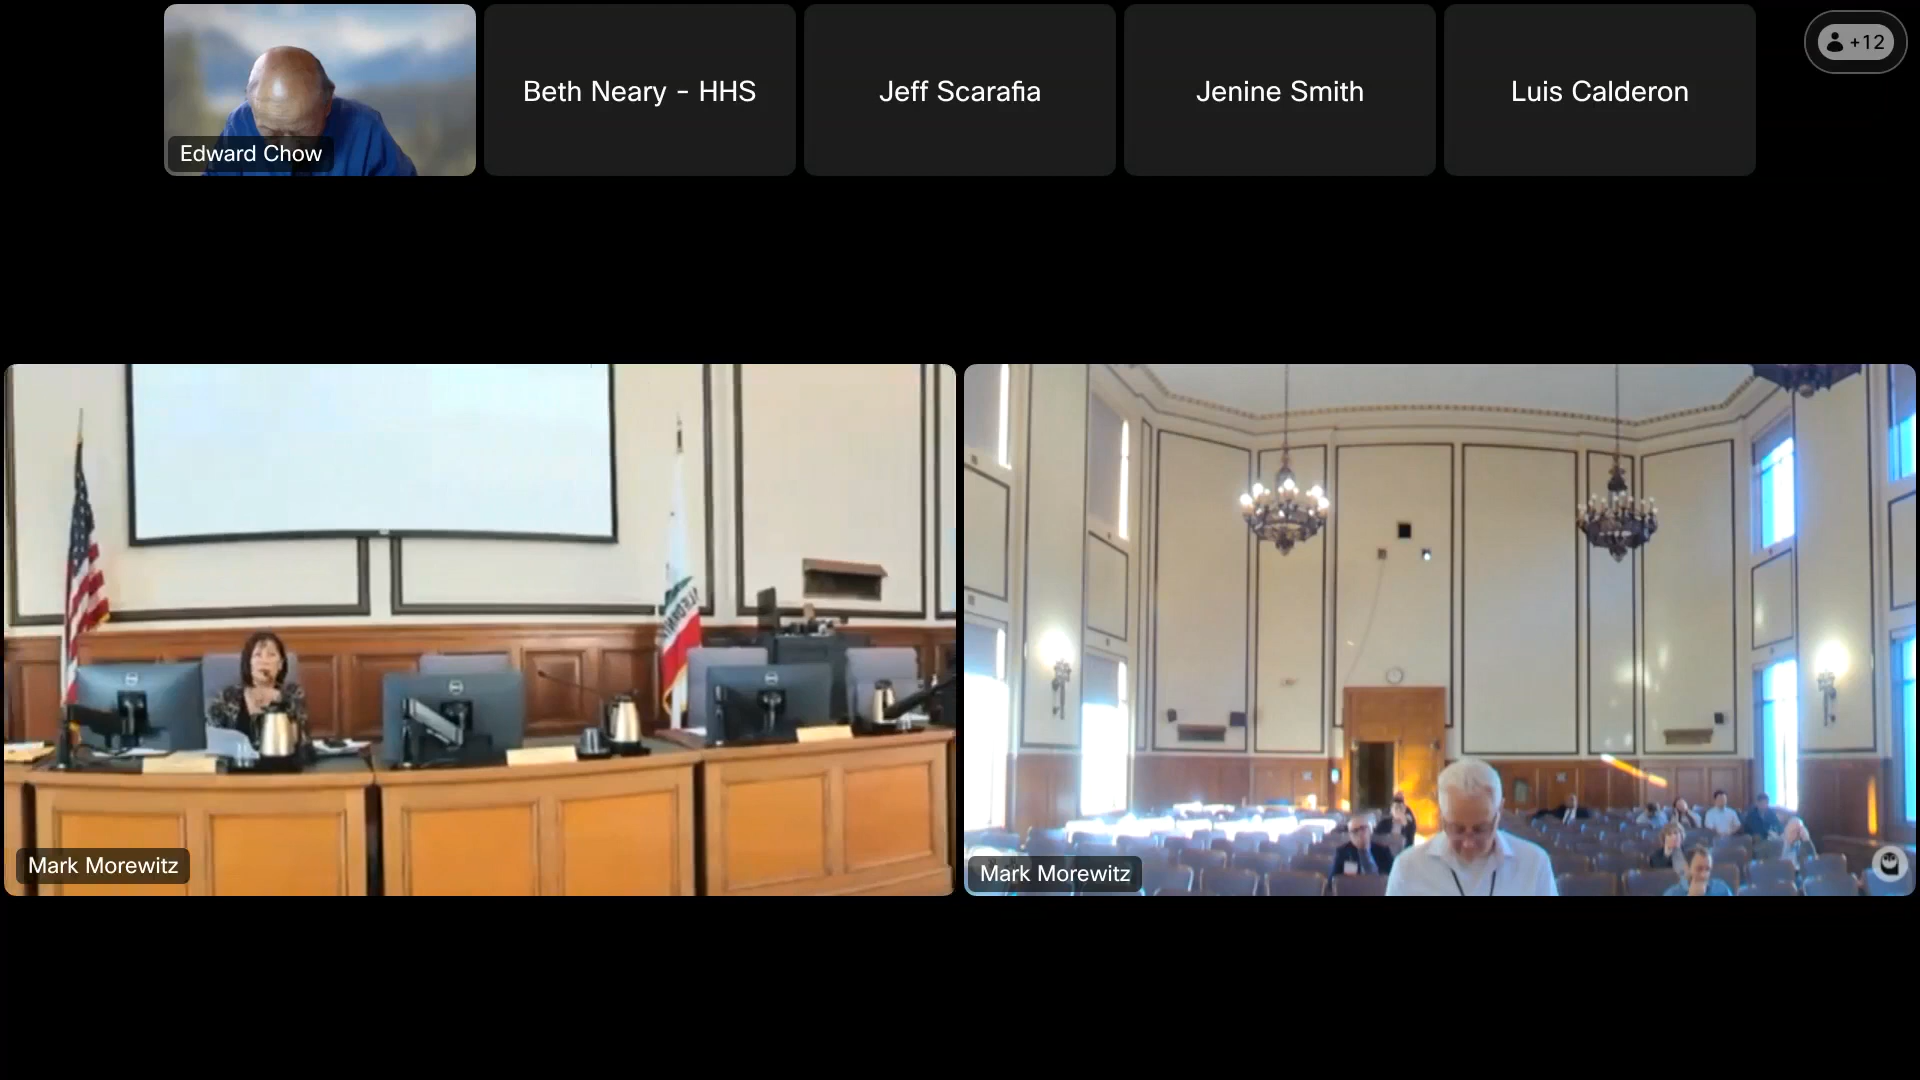 Edward Chow
Beth Neary - HHS
Jeff Scarafia
Jenine Smith
Luis Calderon
+12
Mark Morewitz
Mark Morewitz